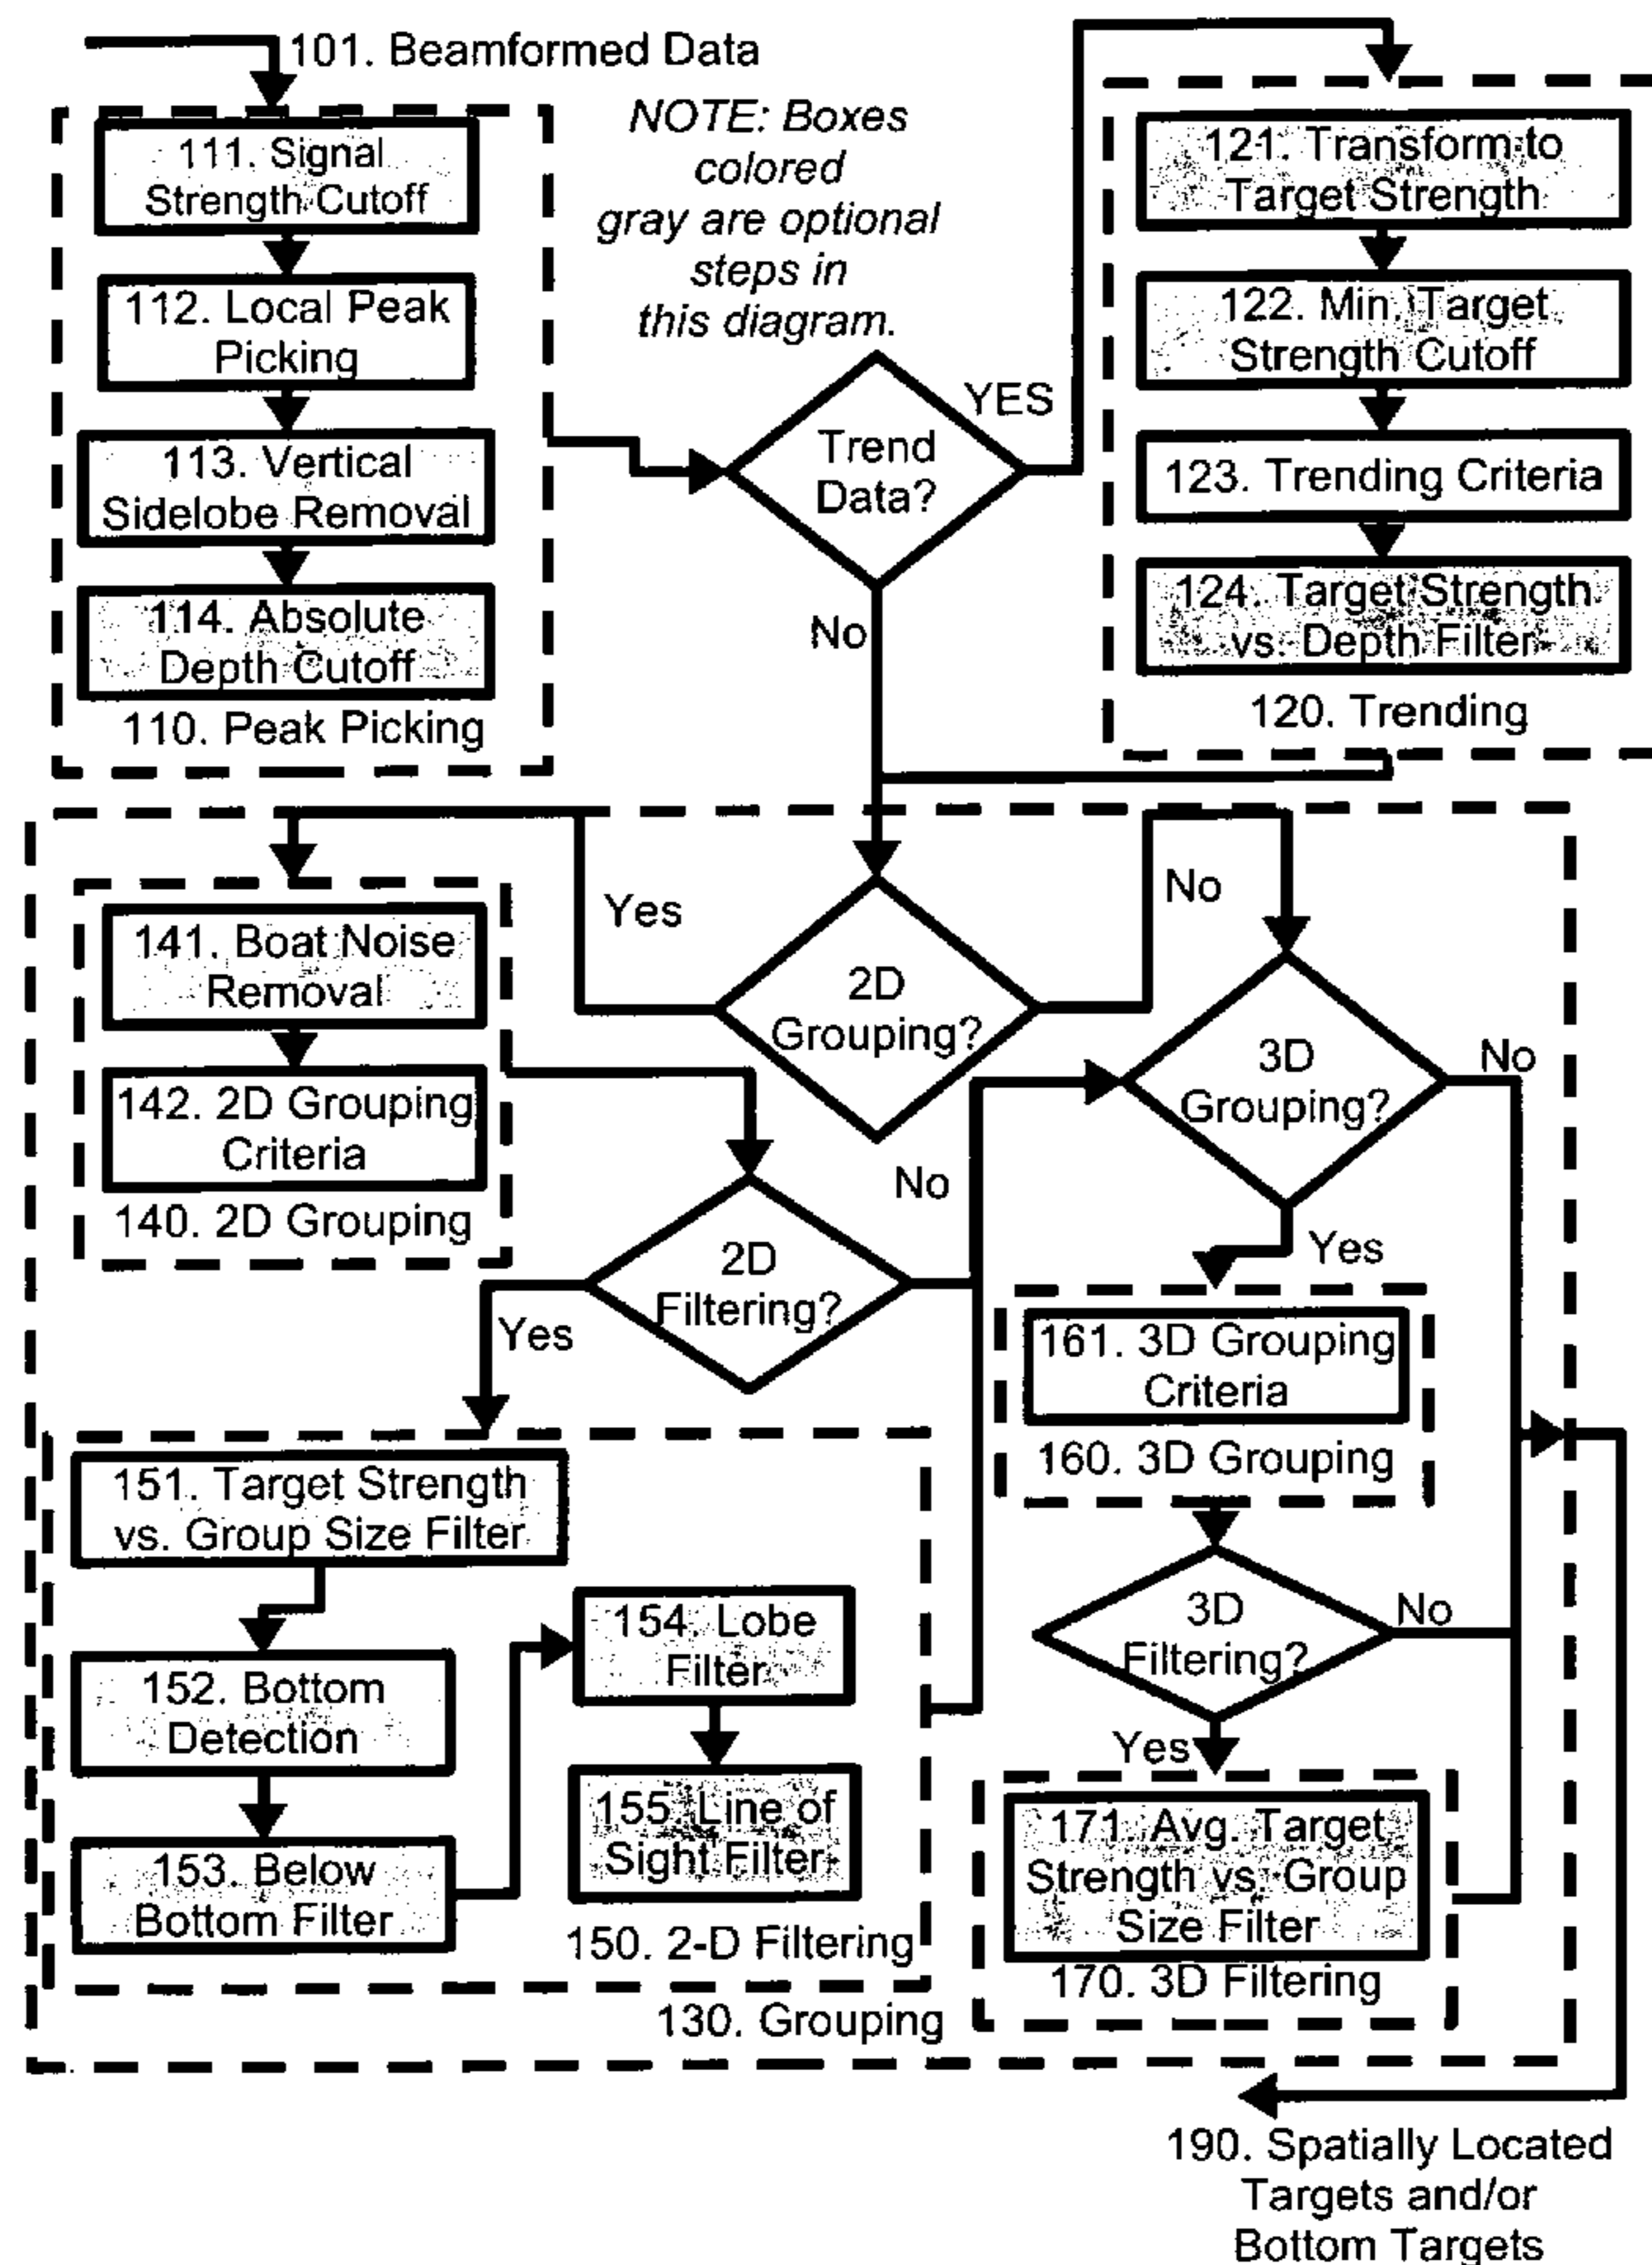 101. Beamformed Data
NOTE: Boxes
colored
gray are optional
steps in
this diagram.
111. Signal
Strength Cutoff
112. Local Peak
Picking
113. Vertical
Sidelobe Removal
114. Absolute
Depth Cutoff
110. Peak Picking
Trend
Data?
YES
No
121. Transform to
Target Strength
122. Min. Target
Strength Cutoff
123. Trending Criteria
124. Target Strength
vs. Depth Filter
120. Trending
2D
Grouping?
Yes
No
141. Boat Noise
Removal
142. 2D Grouping
Criteria
140. 2D Grouping
2D
Filtering?
Yes
No
3D
Grouping?
No
Yes
151. Target Strength
vs. Group Size Filter
152. Bottom
Detection
153. Below
Bottom Filter
154. Lobe
Filter
155. Line of
Sight Filter
150. 2-D Filtering
161. 3D Grouping
Criteria
160. 3D Grouping
3D
Filtering?
No
Yes
171. Avg. Target
Strength vs. Group
Size Filter
170. 3D Filtering
130. Grouping
190. Spatially Located
Targets and/or
Bottom Targets